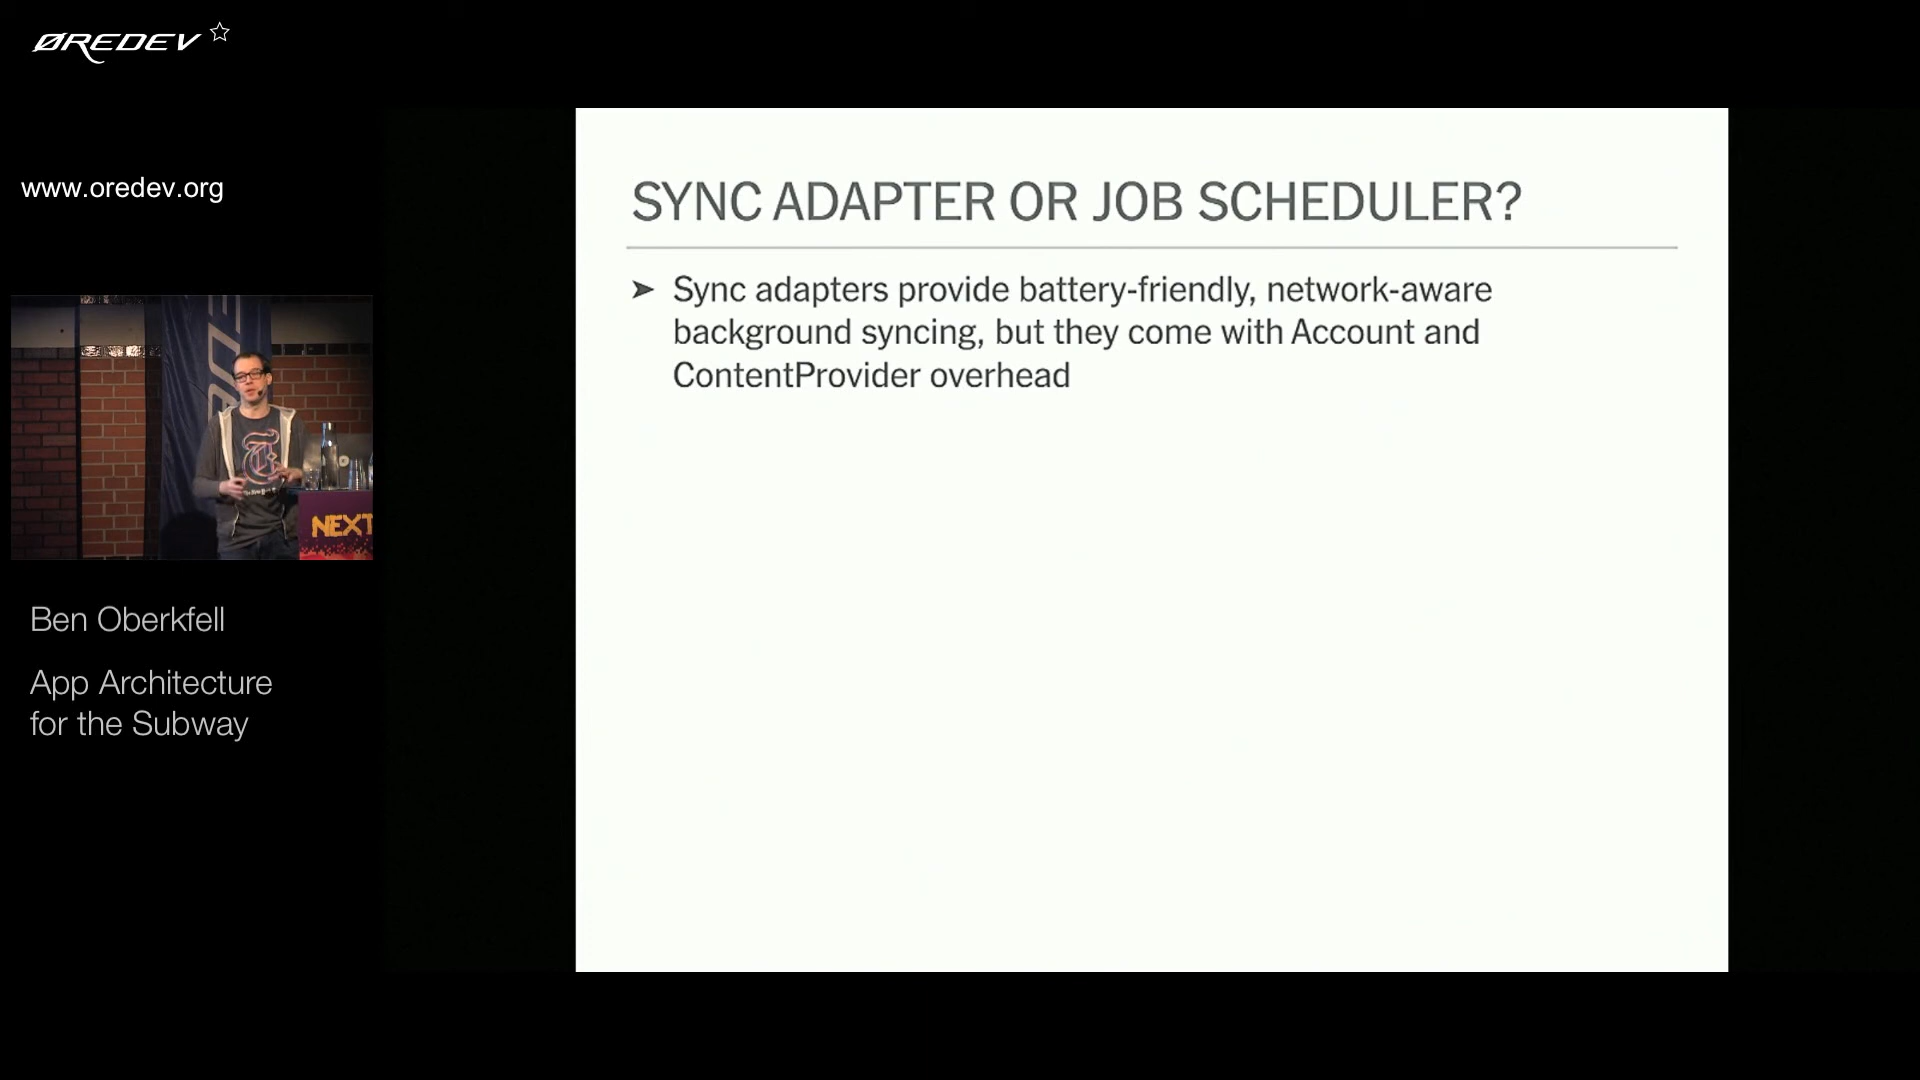 ØREDEV
www.oredev.org
SYNC ADAPTER OR JOB SCHEDULER?
➤ Sync adapters provide battery-friendly, network-aware
background syncing, but they come with Account and
ContentProvider overhead
NEXT
Ben Oberkfell
App Architecture
for the Subway